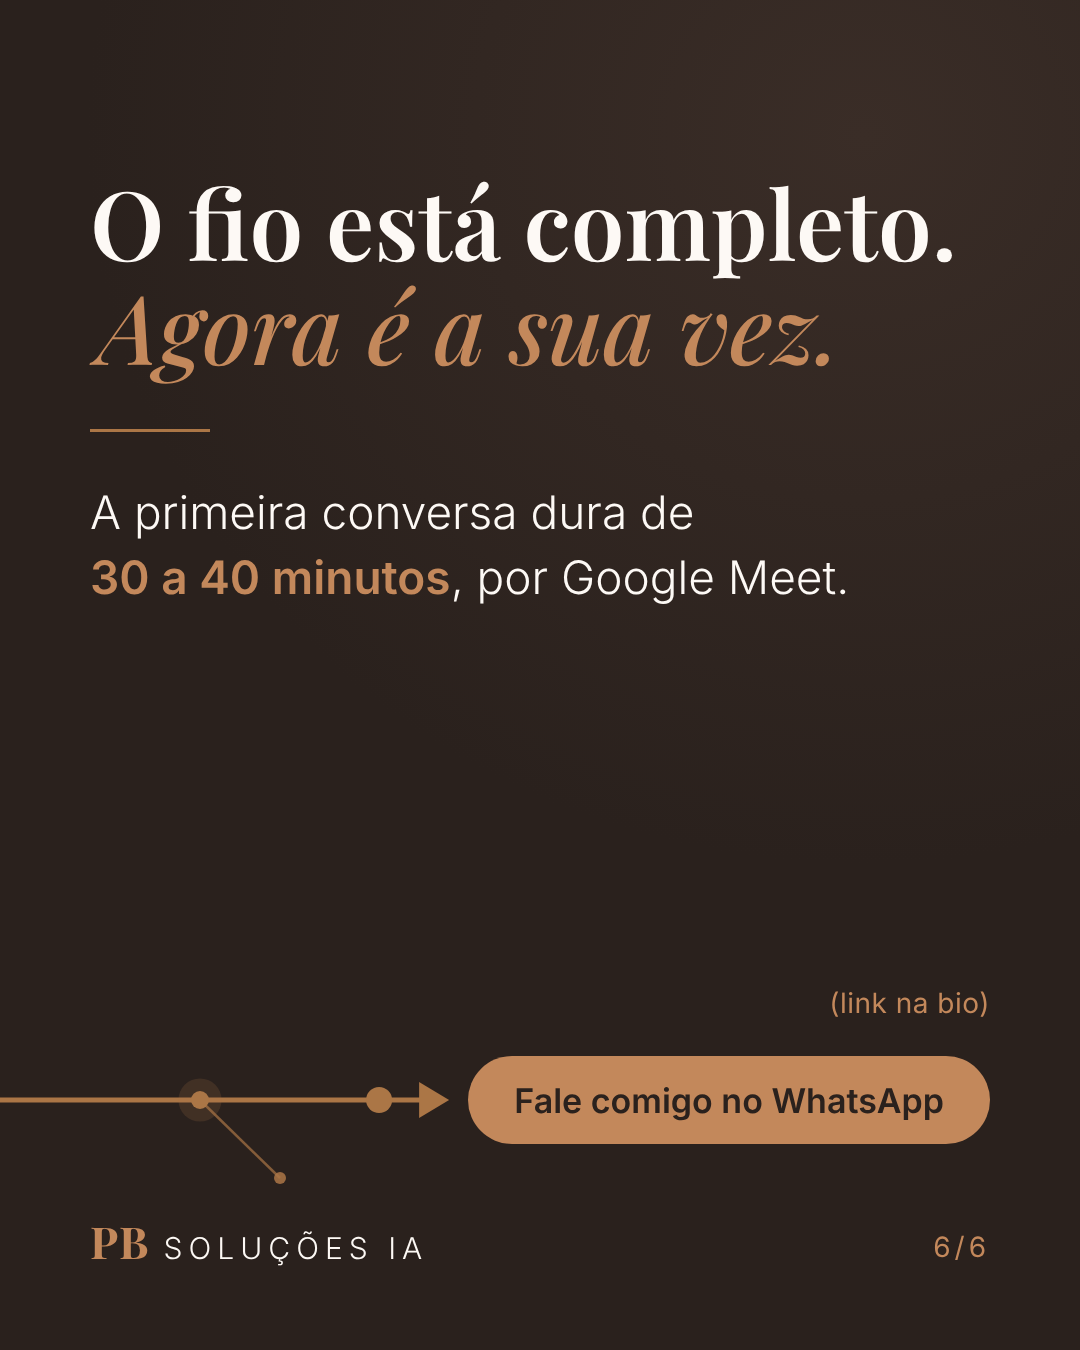 O fio está completo.
Agora é a sua vez.
A primeira conversa dura de
30 a 40 minutos, por Google Meet.
(link na bio)
Fale comigo no WhatsApp
PB SOLUÇÕES IA
6/6